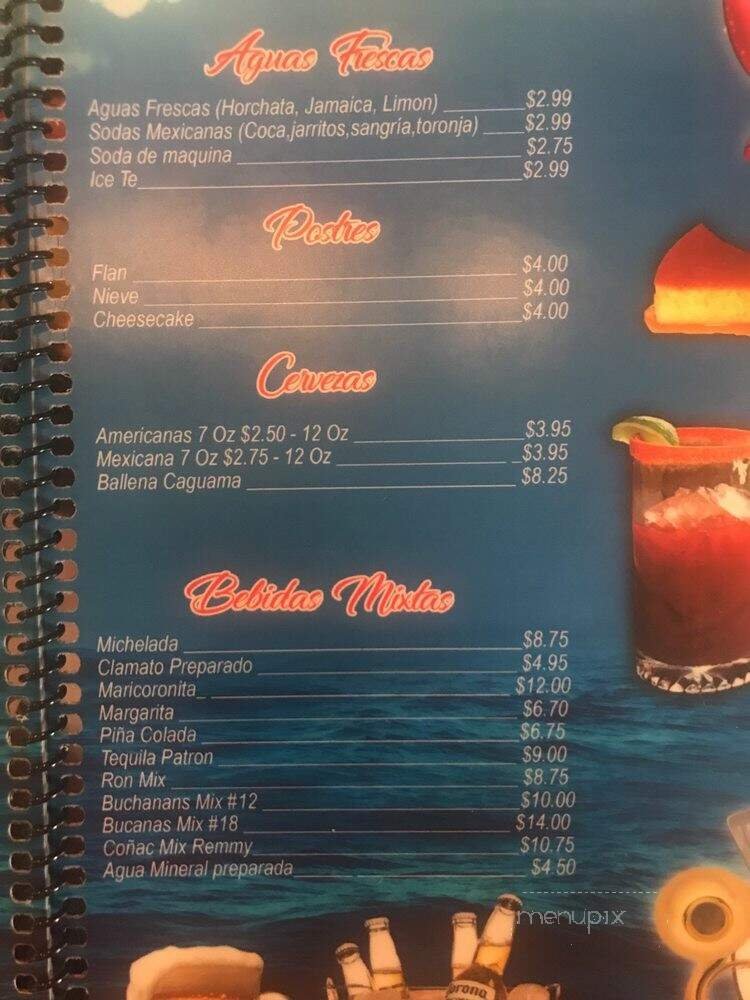 Aguas Frescas
Aguas Frescas (Horchata, Jamaica, Limon) $2.99
Sodas Mexicanas (Coca,jarritos,sangría,toronja) $2.99
Soda de maquina $2.75
Ice Te $2.99
Postres
Flan $4.00
Nieve $4.00
Cheesecake $4.00
Cervezas
Americanas 7 Oz $2.50 - 12 Oz $3.95
Mexicana 7 Oz $2.75 - 12 Oz $3.95
Ballena Caguama $8.25
Bebidas Mixtas
Michelada $8.75
Clamato Preparado $4.95
Maricoronita $12.00
Margarita $6.70
Piña Colada $6.75
Tequila Patron $9.00
Ron Mix $8.75
Buchanans Mix #12 $10.00
Bucanas Mix #18 $14.00
Coñac Mix Remmy $10.75
Agua Mineral preparada $4.50
menupix
Corona